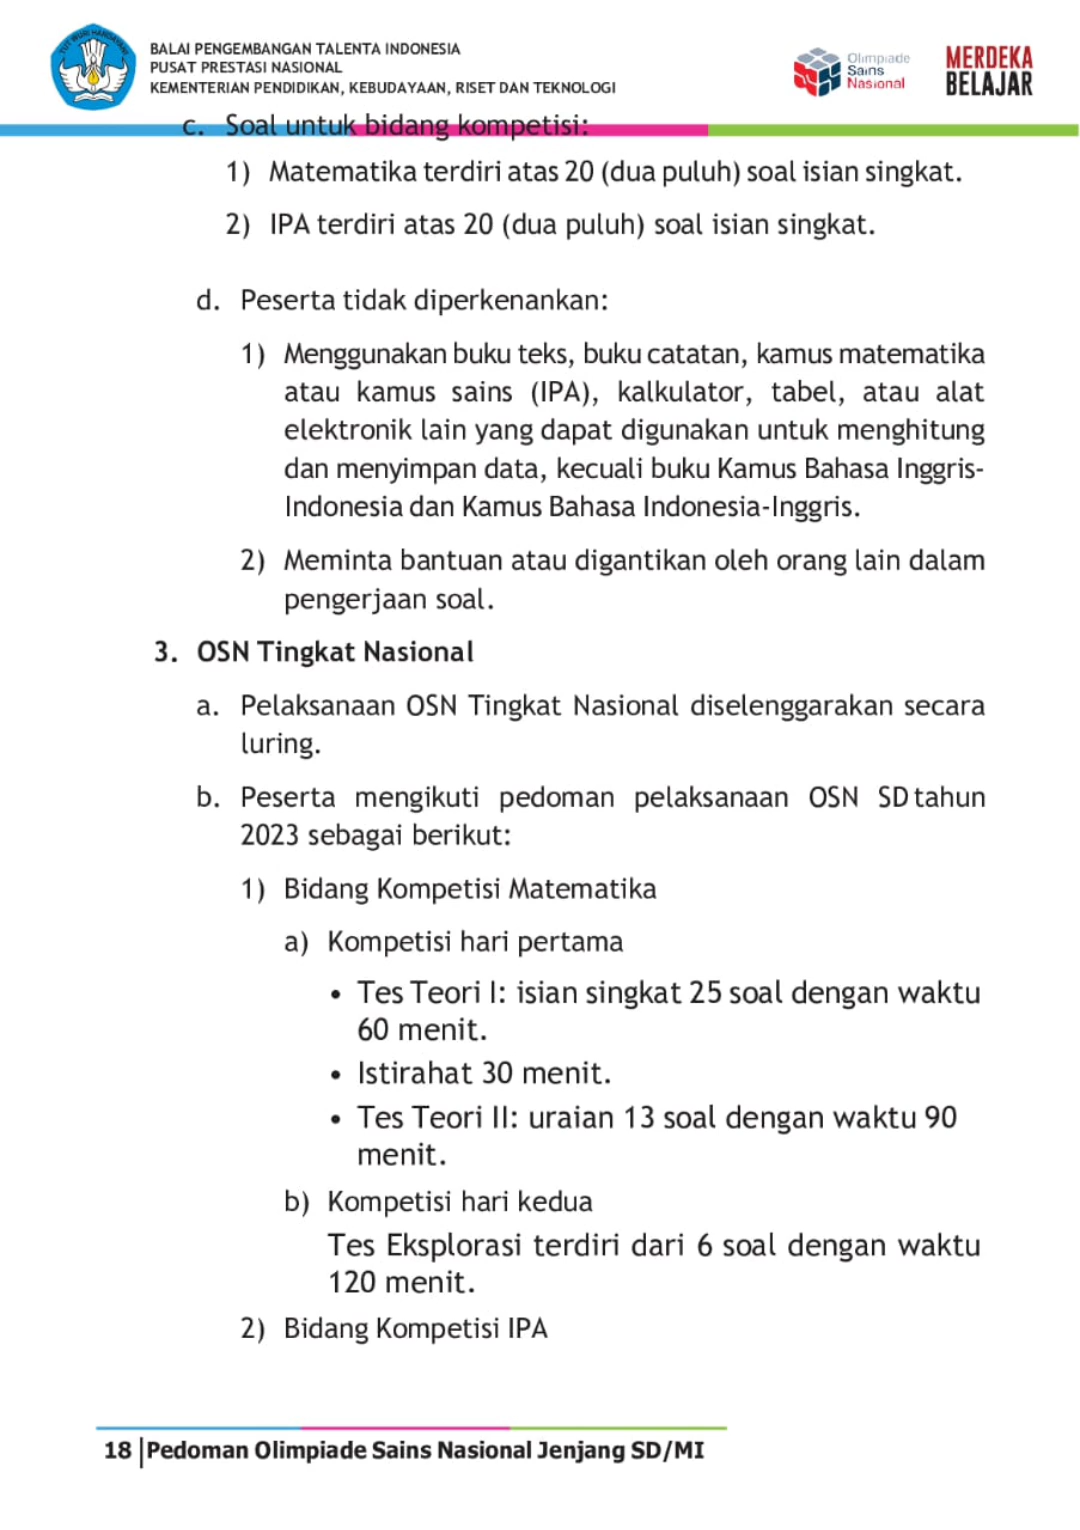 TUT WURI HANDAYANI
BALAI PENGEMBANGAN TALENTA INDONESIA
PUSAT PRESTASI NASIONAL
KEMENTERIAN PENDIDIKAN, KEBUDAYAAN, RISET DAN TEKNOLOGI
Olimpiade
Sains
Nasional
MERDEKA
BELAJAR
c. Soal untuk bidang kompetisi:
1) Matematika terdiri atas 20 (dua puluh) soal isian singkat.
2) IPA terdiri atas 20 (dua puluh) soal isian singkat.
d. Peserta tidak diperkenankan:
1) Menggunakan buku teks, buku catatan, kamus matematika
atau kamus sains (IPA), kalkulator, tabel, atau alat
elektronik lain yang dapat digunakan untuk menghitung
dan menyimpan data, kecuali buku Kamus Bahasa Inggris-
Indonesia dan Kamus Bahasa Indonesia-Inggris.
2) Meminta bantuan atau digantikan oleh orang lain dalam
pengerjaan soal.
3. OSN Tingkat Nasional
a. Pelaksanaan OSN Tingkat Nasional diselenggarakan secara
luring.
b. Peserta mengikuti pedoman pelaksanaan OSN SD tahun
2023 sebagai berikut:
1) Bidang Kompetisi Matematika
a) Kompetisi hari pertama
• Tes Teori I: isian singkat 25 soal dengan waktu
60 menit.
• Istirahat 30 menit.
• Tes Teori II: uraian 13 soal dengan waktu 90
menit.
b) Kompetisi hari kedua
Tes Eksplorasi terdiri dari 6 soal dengan waktu
120 menit.
2) Bidang Kompetisi IPA
18 |Pedoman Olimpiade Sains Nasional Jenjang SD/MI